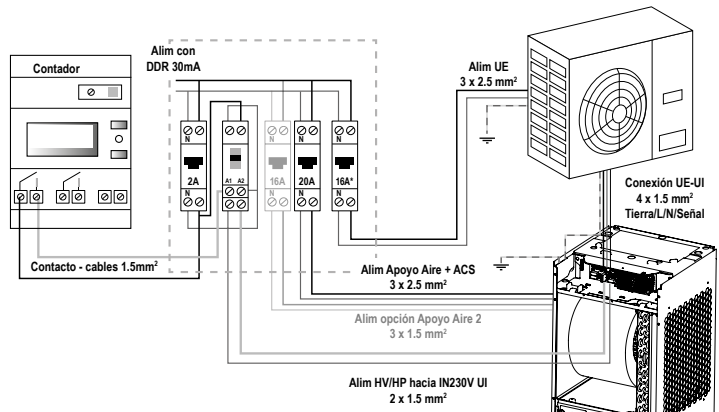 Alim con
DDR 30mA
Contador
Alim UE
3 x 2.5 mm²
N N N N
2A 16A 20A 16A*
A1 A2
N N N N
Conexión UE-UI
4 x 1.5 mm²
Tierra/L/N/Señal
Contacto - cables 1.5mm²
Alim Apoyo Aire + ACS
3 x 2.5 mm²
Alim opción Apoyo Aire 2
3 x 1.5 mm²
Alim HV/HP hacia IN230V UI
2 x 1.5 mm²